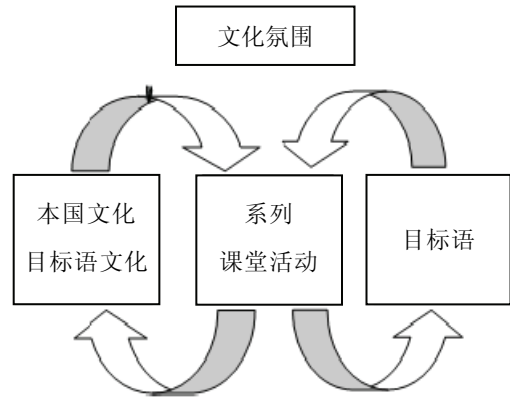 文化氛围
本国文化
目标语文化
系列
课堂活动
目标语